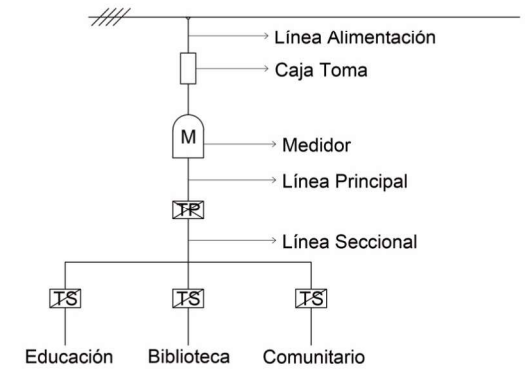 Línea Alimentación
Caja Toma
M
Medidor
Línea Principal
TP
Línea Seccional
TS TS TS
Educación Biblioteca Comunitario